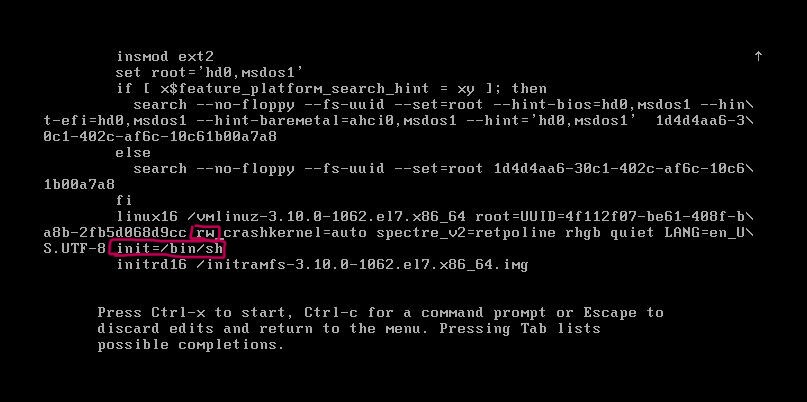 insmod ext2
set root='hd0,msdos1'
if [ x$feature_platform_search_hint = xy ]; then
search --no-floppy --fs-uuid --set=root --hint-bios=hd0,msdos1 --hin\
t-efi=hd0,msdos1 --hint-baremetal=ahci0,msdos1 --hint='hd0,msdos1'  1d4d4aa6-3\
0c1-402c-af6c-10c61b00a7a8
else
search --no-floppy --fs-uuid --set=root 1d4d4aa6-30c1-402c-af6c-10c6\
1b00a7a8
fi
linux16 /vmlinuz-3.10.0-1062.el7.x86_64 root=UUID=4f112f07-be61-408f-b\
a8b-2fb5d068d9cc rw crashkernel=auto spectre_v2=retpoline rhgb quiet LANG=en_U\
S.UTF-8 init=/bin/sh
initrd16 /initramfs-3.10.0-1062.el7.x86_64.img
Press Ctrl-x to start, Ctrl-c for a command prompt or Escape to
discard edits and return to the menu. Pressing Tab lists
possible completions.